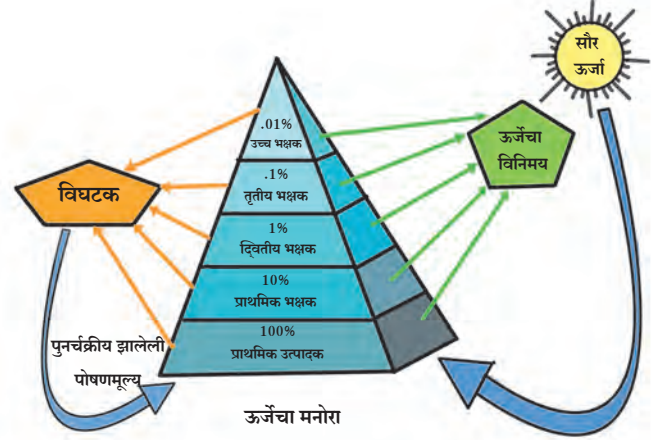 सौर
ऊर्जा
.01%
उच्च भक्षक
ऊर्जेचा
विनिमय
.1%
तृतीय भक्षक
विघटक
1%
द्‌वितीय भक्षक
10%
प्राथमिक भक्षक
100%
प्राथमिक उत्पादक
पुनर्चक्रीय झालेली
पोषणमूल्य
ऊर्जेचा मनोरा